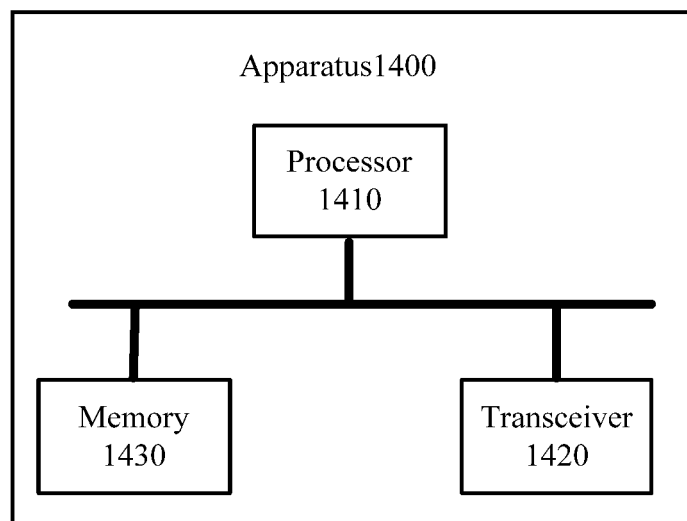 Apparatus1400
Processor
1410
Memory
1430
Transceiver
1420